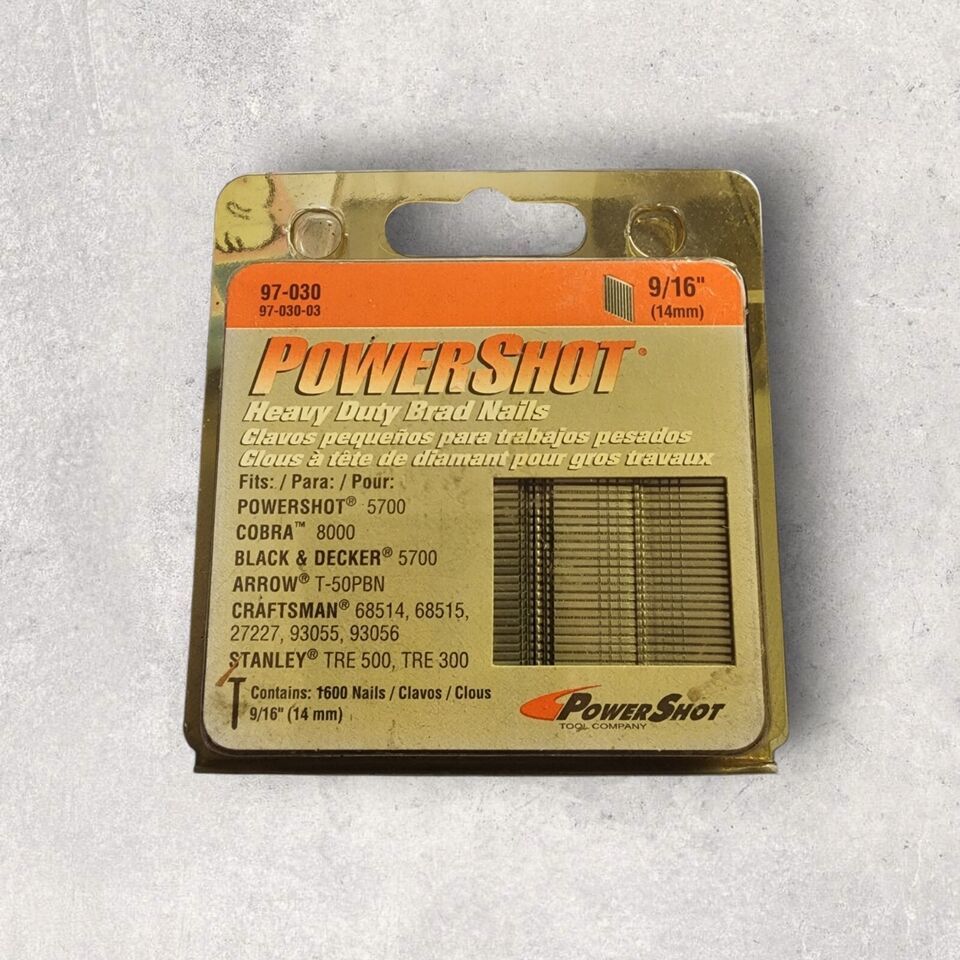 97-030
97-030-03
9/16"
(14mm)
POWERSHOT®
Heavy Duty Brad Nails
Clavos pequeños para trabajos pesados
Clous à tête de diamant pour gros travaux
Fits: / Para: / Pour:
POWERSHOT® 5700
COBRA™ 8000
BLACK & DECKER® 5700
ARROW® T-50PBN
CRAFTSMAN® 68514, 68515,
27227, 93055, 93056
STANLEY® TRE 500, TRE 300
Contains: 1600 Nails / Clavos / Clous
9/16" (14 mm)
POWERSHOT
TOOL COMPANY